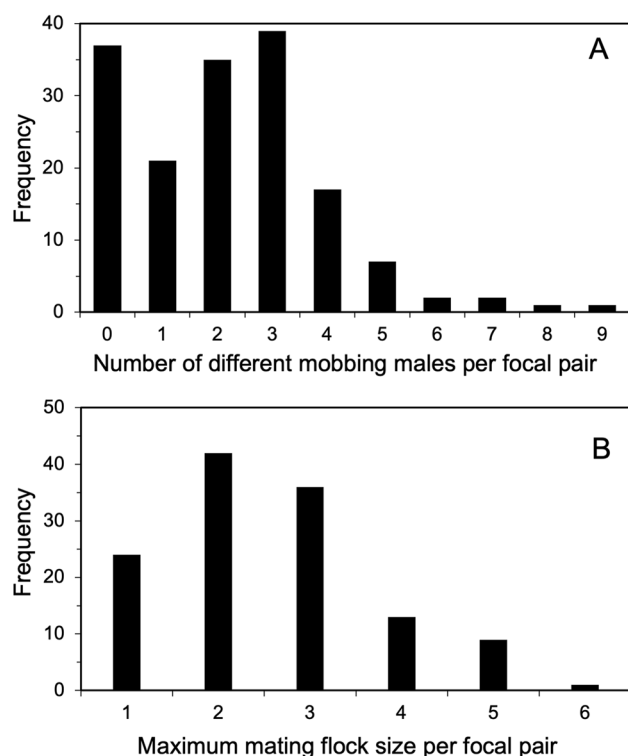 A
40
30
20
10
0
Frequency
0 1 2 3 4 5 6 7 8 9
Number of different mobbing males per focal pair
B
50
40
30
20
10
0
Frequency
1 2 3 4 5 6
Maximum mating flock size per focal pair